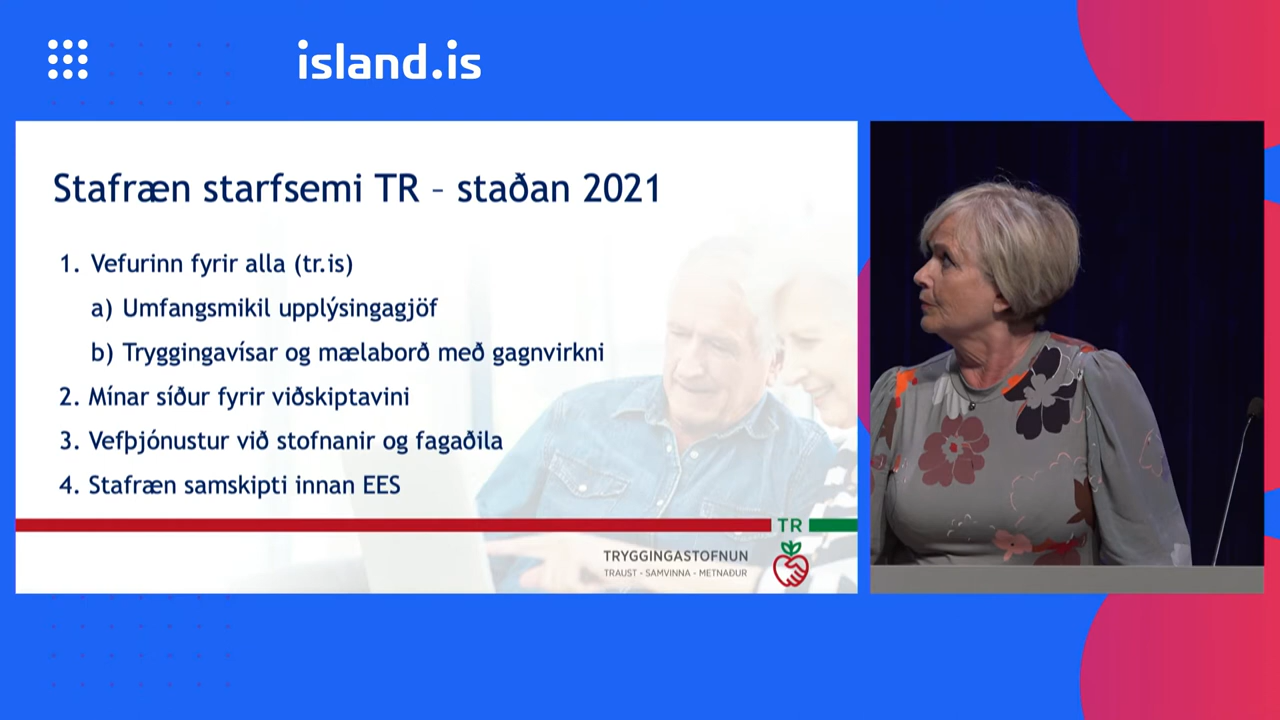 island.is
Stafræn starfsemi TR – staðan 2021
1. Vefurinn fyrir alla (tr.is)
a) Umfangsmikil upplýsingagjöf
b) Tryggingavísar og mælaborð með gagnvirkni
2. Mínar síður fyrir viðskiptavini
3. Vefþjónustur við stofnanir og fagaðila
4. Stafræn samskipti innan EES
TR
TRYGGINGASTOFNUN
TRAUST - SAMVINNA - METNAÐUR